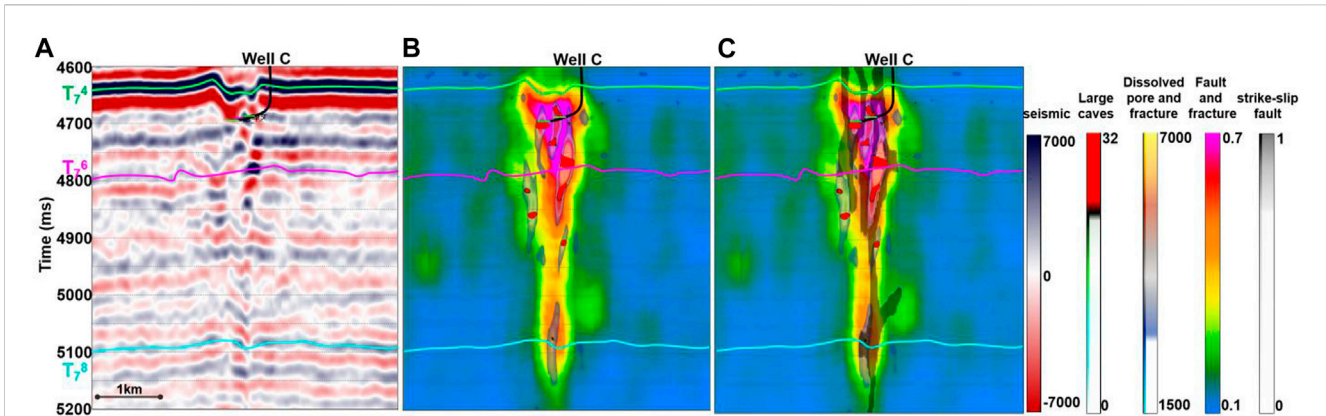 A
B
C
Well C
Well C
Well C
4600
T₇⁴
4700
T₇⁶
4800
4900
5000
5100
T₇⁸
5200
Time (ms)
1km
seismic
7000
0
-7000
Large
caves
32
0
Dissolved
pore and
fracture
7000
1500
Fault
and
fracture
0.7
0.1
strike-slip
fault
1
0